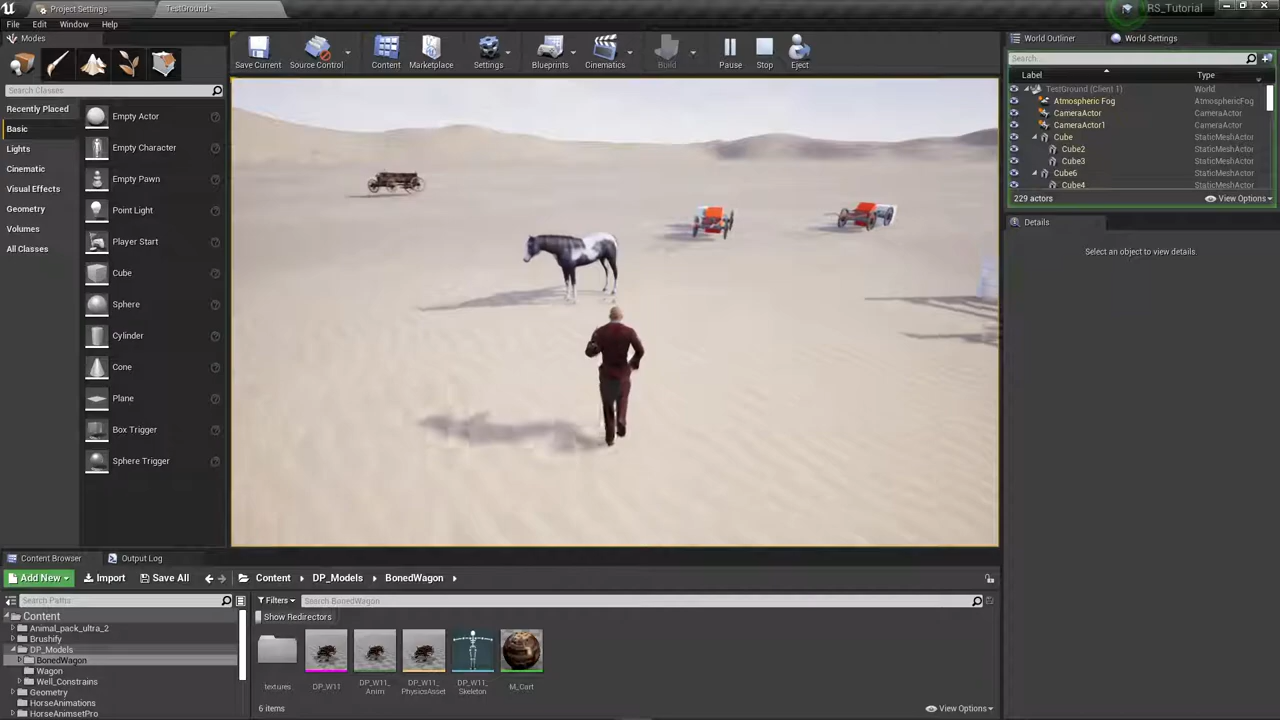 Project Settings
TestGround•
RS_Tutorial
File Edit Window Help
Modes
Search Classes
Recently Placed
Basic
Lights
Cinematic
Visual Effects
Geometry
Volumes
All Classes
Empty Actor
Empty Character
Empty Pawn
Point Light
Player Start
Cube
Sphere
Cylinder
Cone
Plane
Box Trigger
Sphere Trigger
Save Current Source Control Content Marketplace Settings Blueprints Cinematics Build Pause Stop Eject
World Outliner World Settings
Search...
Label Type
TestGround (Client 1) World
Atmospheric Fog AtmosphericFog
CameraActor CameraActor
CameraActor1 CameraActor
Cube StaticMeshActor
Cube2 StaticMeshActor
Cube3 StaticMeshActor
Cube6 StaticMeshActor
Cube4 StaticMeshActor
229 actors View Options
Details
Select an object to view details
Content Browser Output Log
Add New Import Save All Content DP_Models BonedWagon
Search Paths
Filters Search BonedWagon
Show Redirectors
Content
Animal_pack_ultra_2
Brushify
DP_Models
BonedWagon
Wagon
Well_Constrains
Geometry
HorseAnimations
HorseAnimsetPro
textures
DP_W11
DP_W11_
Anim
DP_W11_
PhysicsAsset
DP_W11_
Skeleton
M_Cart
6 items View Options